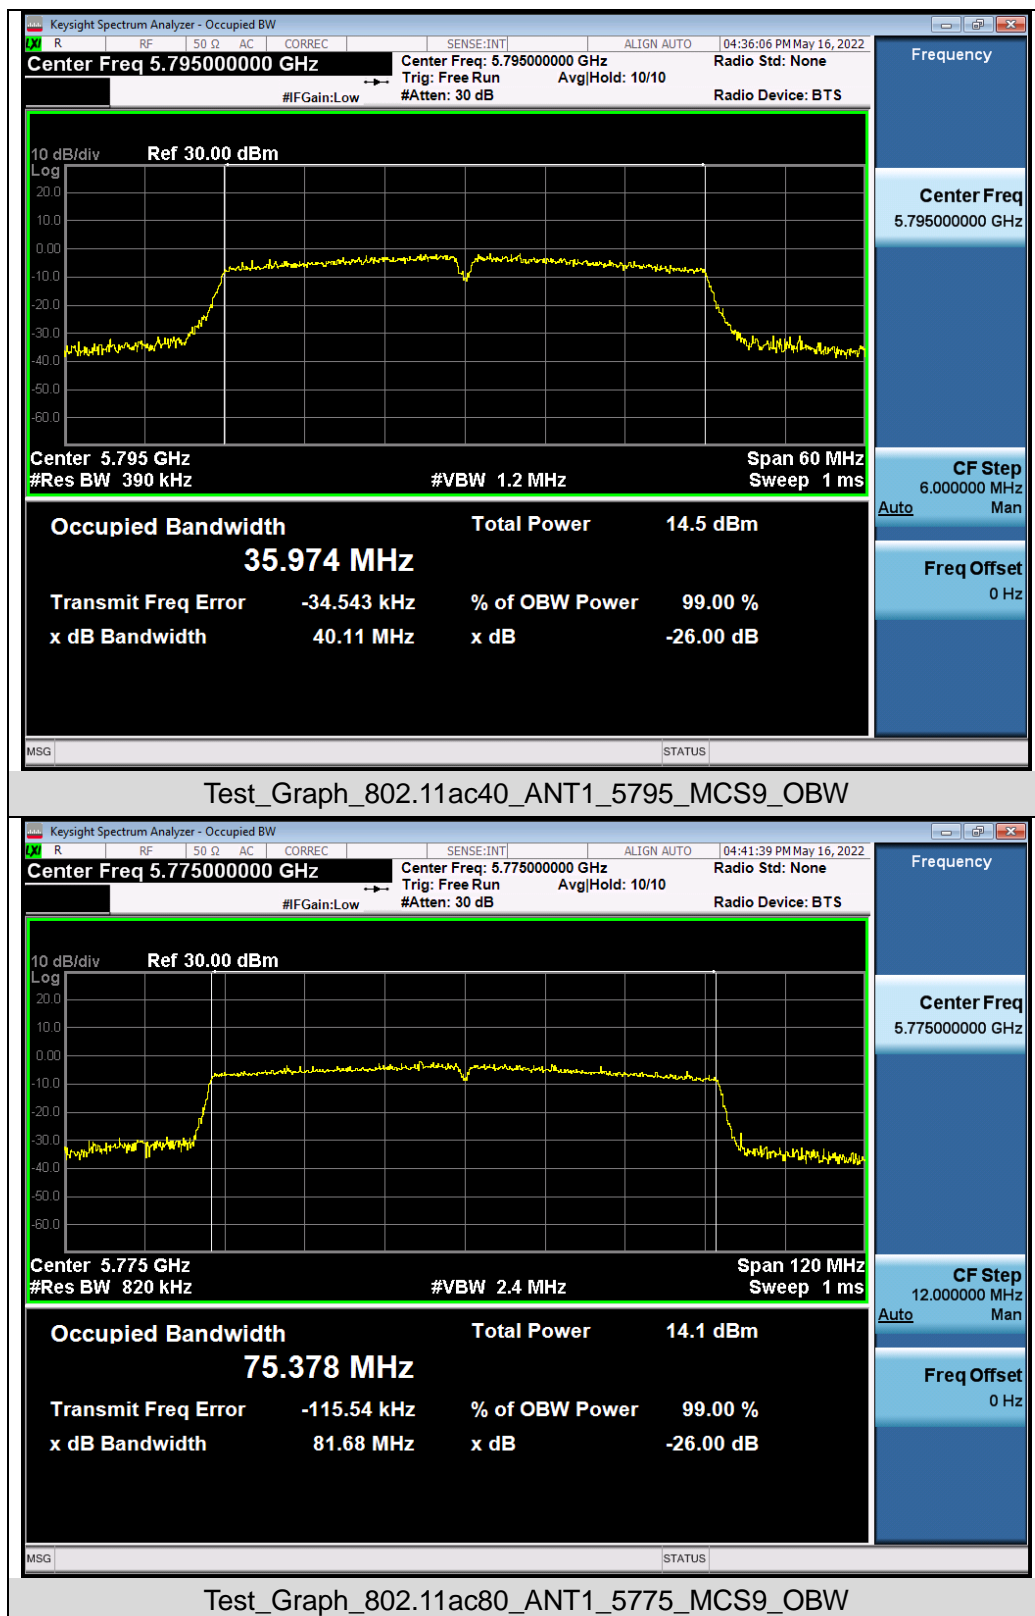 Keysight Spectrum Analyzer - Occupied BW
LXI R RF 50 Ω AC CORREC SENSE:INT ALIGN AUTO 04:36:06 PM May 16, 2022
Center Freq 5.795000000 GHz Center Freq: 5.795000000 GHz Radio Std: None Frequency
Trig: Free Run Avg|Hold: 10/10
#IFGain:Low #Atten: 30 dB Radio Device: BTS
10 dB/div Ref 30.00 dBm
Log
20.0
10.0
0.00
-10.0
-20.0
-30.0
-40.0
-50.0
-60.0
Center Freq
5.795000000 GHz
Center 5.795 GHz Span 60 MHz
#Res BW 390 kHz #VBW 1.2 MHz Sweep 1 ms
CF Step
6.000000 MHz
Auto Man
Occupied Bandwidth Total Power 14.5 dBm
35.974 MHz
Freq Offset
0 Hz
Transmit Freq Error -34.543 kHz % of OBW Power 99.00 %
x dB Bandwidth 40.11 MHz x dB -26.00 dB
MSG STATUS
Test_Graph_802.11ac40_ANT1_5795_MCS9_OBW
Keysight Spectrum Analyzer - Occupied BW
LXI R RF 50 Ω AC CORREC SENSE:INT ALIGN AUTO 04:41:39 PM May 16, 2022
Center Freq 5.775000000 GHz Center Freq: 5.775000000 GHz Radio Std: None Frequency
Trig: Free Run Avg|Hold: 10/10
#IFGain:Low #Atten: 30 dB Radio Device: BTS
10 dB/div Ref 30.00 dBm
Log
20.0
10.0
0.00
-10.0
-20.0
-30.0
-40.0
-50.0
-60.0
Center Freq
5.775000000 GHz
Center 5.775 GHz Span 120 MHz
#Res BW 820 kHz #VBW 2.4 MHz Sweep 1 ms
CF Step
12.000000 MHz
Auto Man
Occupied Bandwidth Total Power 14.1 dBm
75.378 MHz
Freq Offset
0 Hz
Transmit Freq Error -115.54 kHz % of OBW Power 99.00 %
x dB Bandwidth 81.68 MHz x dB -26.00 dB
MSG STATUS
Test_Graph_802.11ac80_ANT1_5775_MCS9_OBW